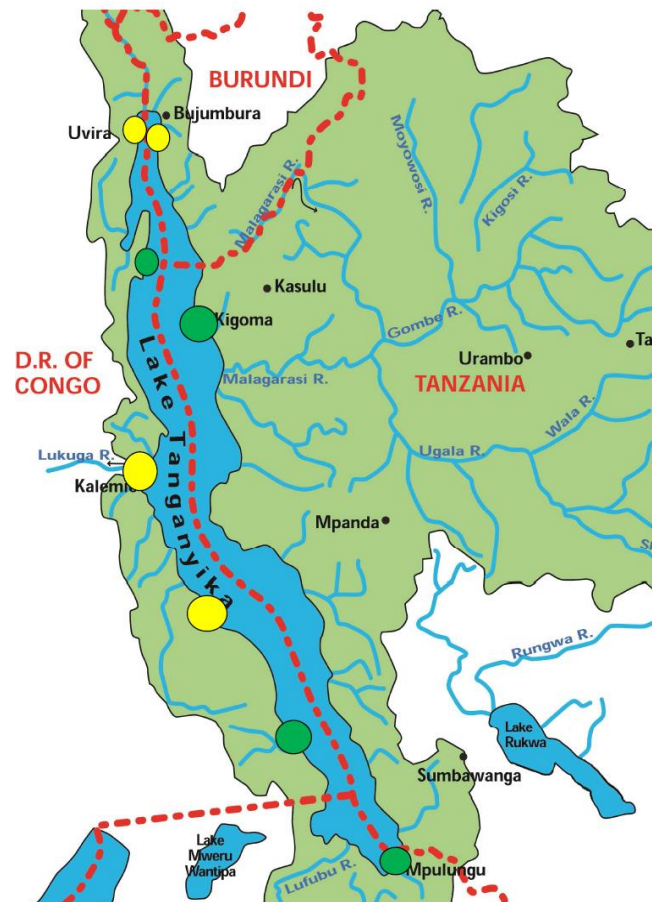 BURUNDI
Bujumbura
Uvira
Moyowosi R.
Kigosi R.
Malagarasi R.
Kasulu
Kigoma
Gombe R.
D.R. OF
CONGO
Lake Tanganyika
Urambo
Ta
Malagarasi R.
TANZANIA
Wala R.
Ugala R.
Lukuga R.
Kalemie
Mpanda
Rungwa R.
Lake
Rukwa
Sumbawanga
Lake
Mweru
Wantipa
Lufubu R.
Mpulungu